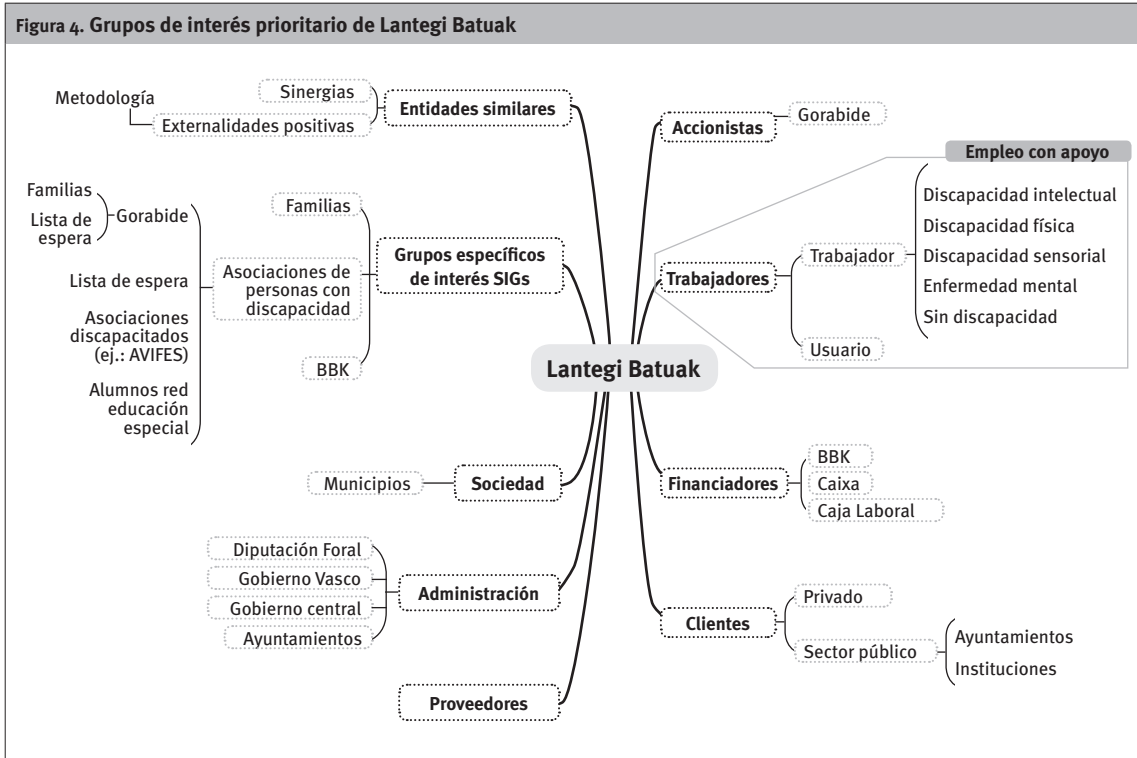 Figura 4. Grupos de interés prioritario de Lantegi Batuak
Metodología
Sinergias
Externalidades positivas
Entidades similares
Familias
Lista de
espera
Gorabide
Lista de espera
Asociaciones
discapacitados
(ej.: AVIFES)
Alumnos red
educación
especial
Familias
Asociaciones de
personas con
discapacidad
BBK
Grupos específicos
de interés SIGs
Municipios
Sociedad
Diputación Foral
Gobierno Vasco
Gobierno central
Ayuntamientos
Administración
Proveedores
Lantegi Batuak
Accionistas
Gorabide
Empleo con apoyo
Trabajadores
Trabajador
Discapacidad intelectual
Discapacidad física
Discapacidad sensorial
Enfermedad mental
Sin discapacidad
Usuario
Financiadores
BBK
Caixa
Caja Laboral
Clientes
Privado
Sector público
Ayuntamientos
Instituciones